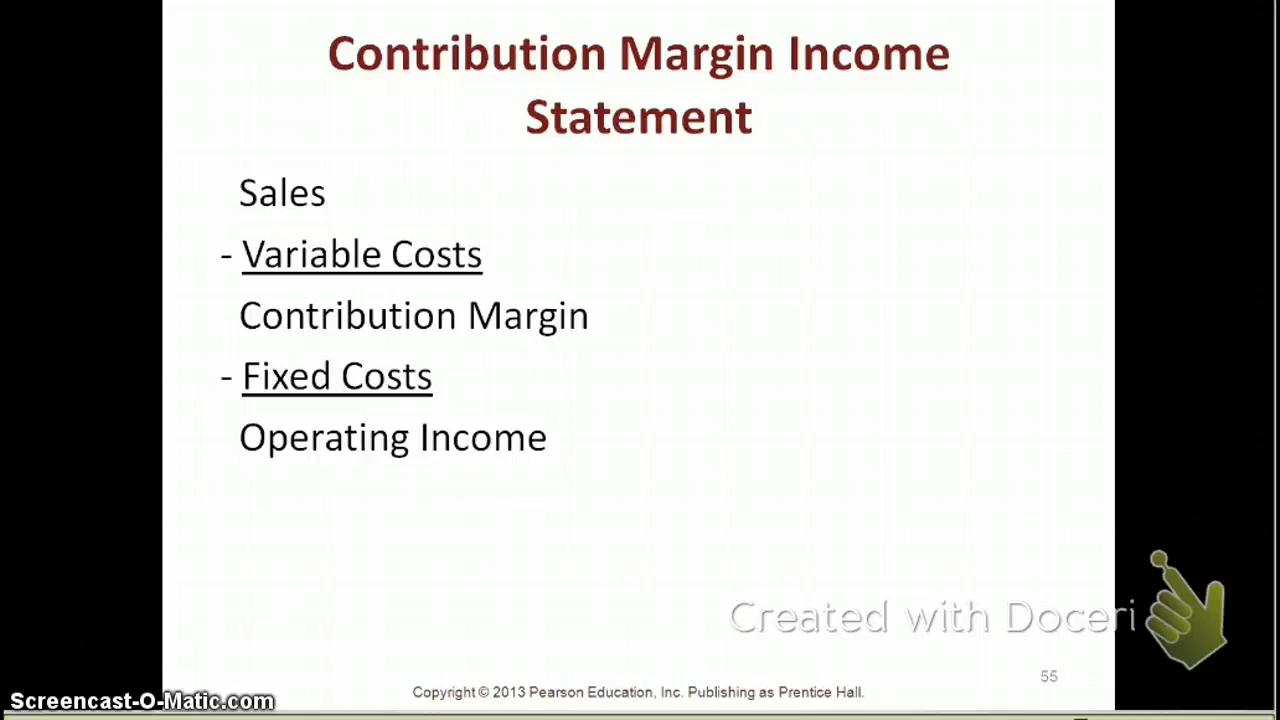 Contribution Margin Income
Statement
Sales
- Variable Costs
Contribution Margin
- Fixed Costs
Operating Income
Created with Doceri
55
Copyright © 2013 Pearson Education, Inc. Publishing as Prentice Hall.
Screencast-O-Matic.com